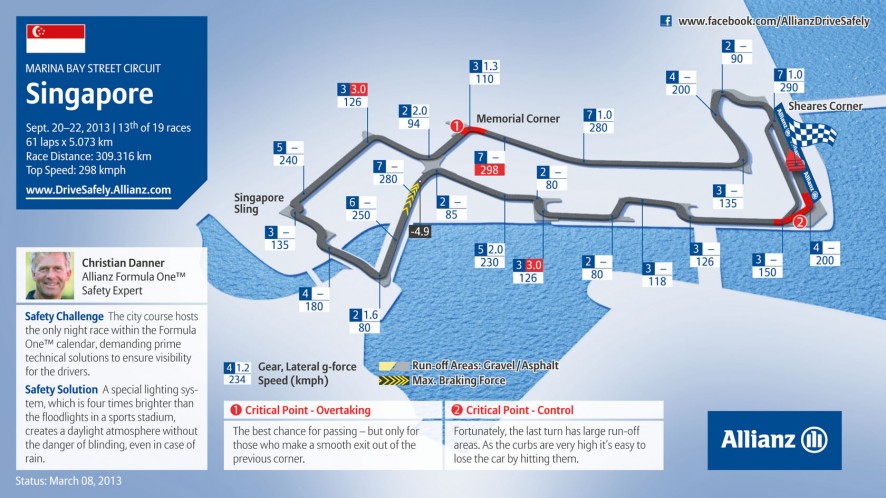 www.facebook.com/AllianzDriveSafely
MARINA BAY STREET CIRCUIT
Singapore
Sept. 20–22, 2013 | 13th of 19 races
61 laps x 5.073 km
Race Distance: 309.316 km
Top Speed: 298 kmph
www.DriveSafely.Allianz.com
2 –
90
4 –
200
7 1.0
290
Sheares Corner
Allianz
Allianz
3 1.3
110
3 3.0
126
2 2.0
94
1
Memorial Corner
7 1.0
280
5 –
240
7 –
298
7 –
280
2 –
80
3 –
135
Singapore
Sling
6 –
250
2 –
85
-4.9
2
3 –
135
5 2.0
230
3 3.0
126
2 –
80
3 –
118
3 –
126
3 –
150
4 –
200
4 –
180
2 1.6
80
Christian Danner
Allianz Formula One™
Safety Expert
Safety Challenge The city course hosts
the only night race within the Formula
One™ calendar, demanding prime
technical solutions to ensure visibility
for the drivers.
Safety Solution A special lighting sys-
tem, which is four times brighter than
the floodlights in a sports stadium,
creates a daylight atmosphere without
the danger of blinding, even in case of
rain.
4 1.2 Gear, Lateral g-force
234 Speed (kmph)
Run-off Areas: Gravel/Asphalt
Max. Braking Force
1 Critical Point - Overtaking
The best chance for passing – but only for
those who make a smooth exit out of the
previous corner.
2 Critical Point - Control
Fortunately, the last turn has large run-off
areas. As the curbs are very high it's easy to
lose the car by hitting them.
Allianz
Status: March 08, 2013